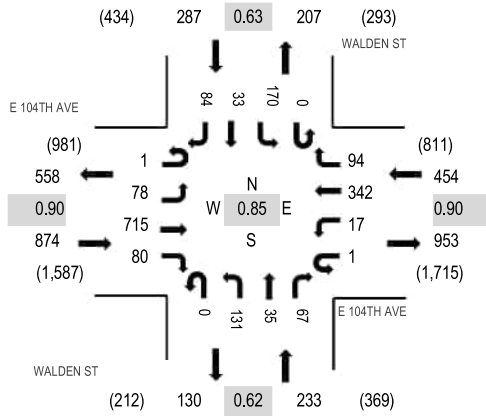 (434) 287 0.63 207 (293)
WALDEN ST
E 104TH AVE
84 33 170 0
(981) (811)
558 1 94 454
N
0.90 78 342 0.90
W 0.85 E
874 715 17 953
S
(1,587) 80 1 (1,715)
0 131 35 67
E 104TH AVE
WALDEN ST
(212) 130 0.62 233 (369)